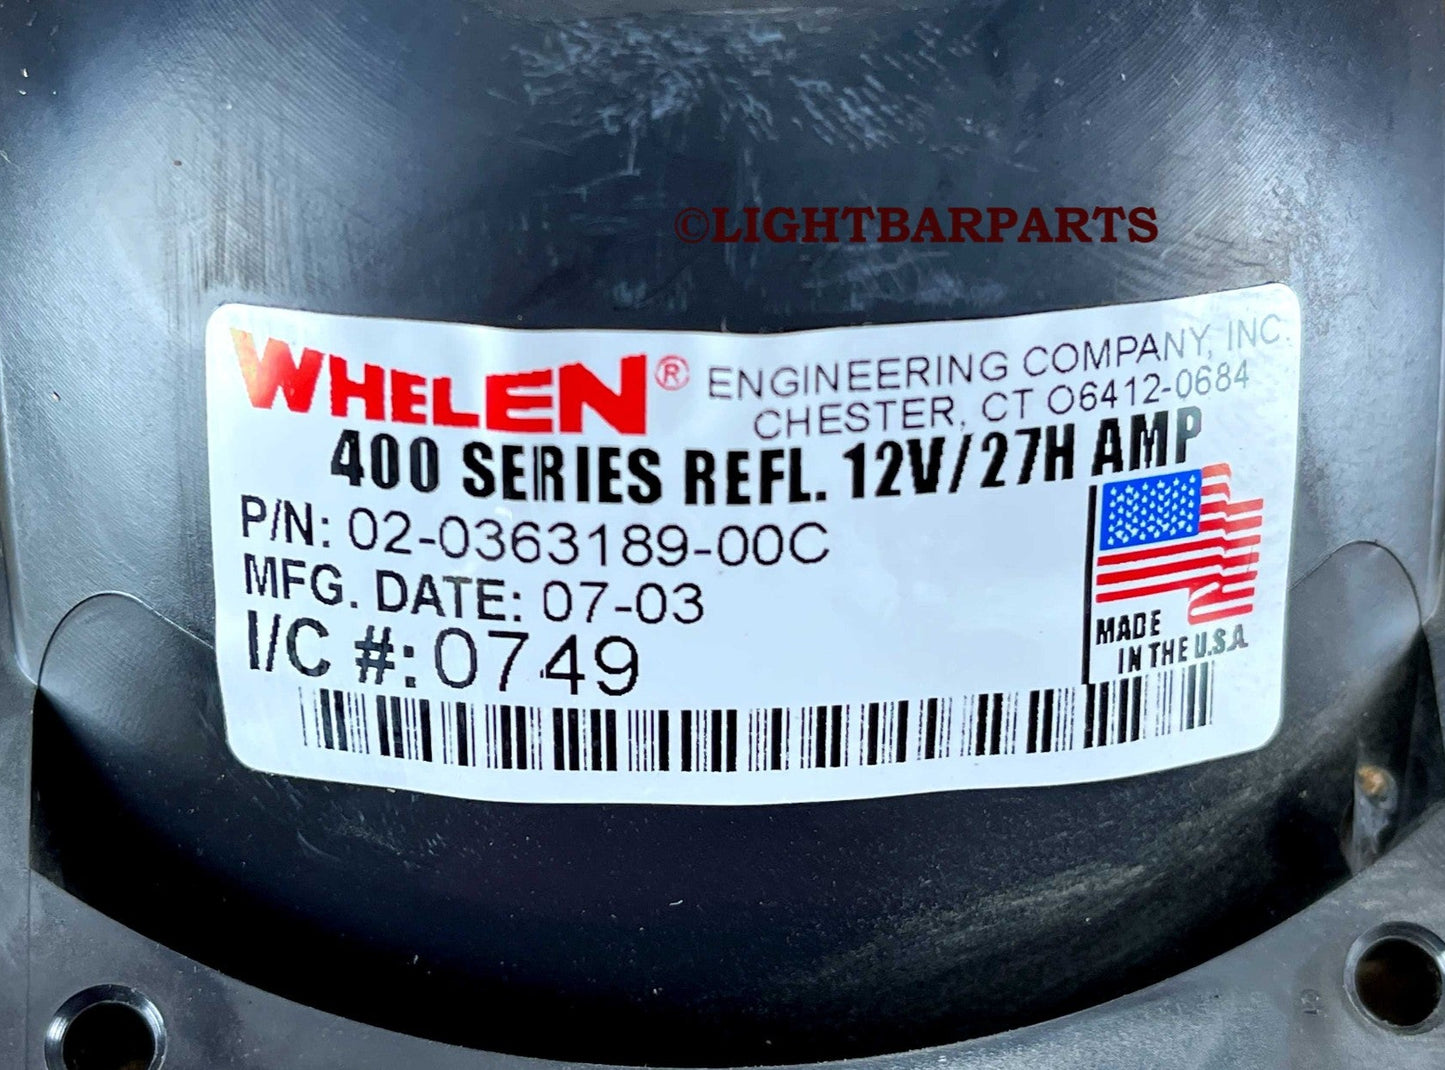 ©LIGHTBARPARTS
WHELEN® ENGINEERING COMPANY, INC.
CHESTER, CT 06412-0684
400 SERIES REFL. 12V/27H AMP
P/N: 02-0363189-00C
MFG. DATE: 07-03
I/C #: 0749
MADE
IN THE U.S.A.